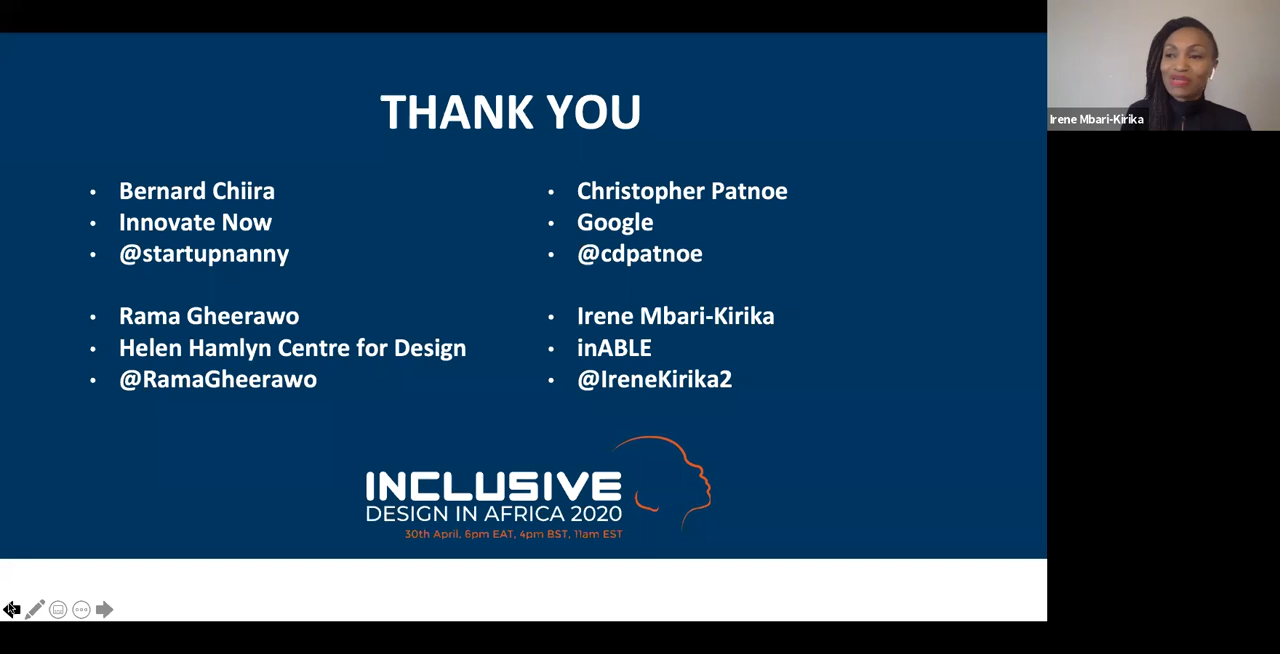 THANK YOU
• Bernard Chiira
• Innovate Now
• @startupnanny
• Rama Gheerawo
• Helen Hamlyn Centre for Design
• @RamaGheerawo
• Christopher Patnoe
• Google
• @cdpatnoe
• Irene Mbari-Kirika
• inABLE
• @IreneKirika2
INCLUSIVE
DESIGN IN AFRICA 2020
30th April, 6pm EAT, 4pm BST, 11am EST
Irene Mbari-Kirika